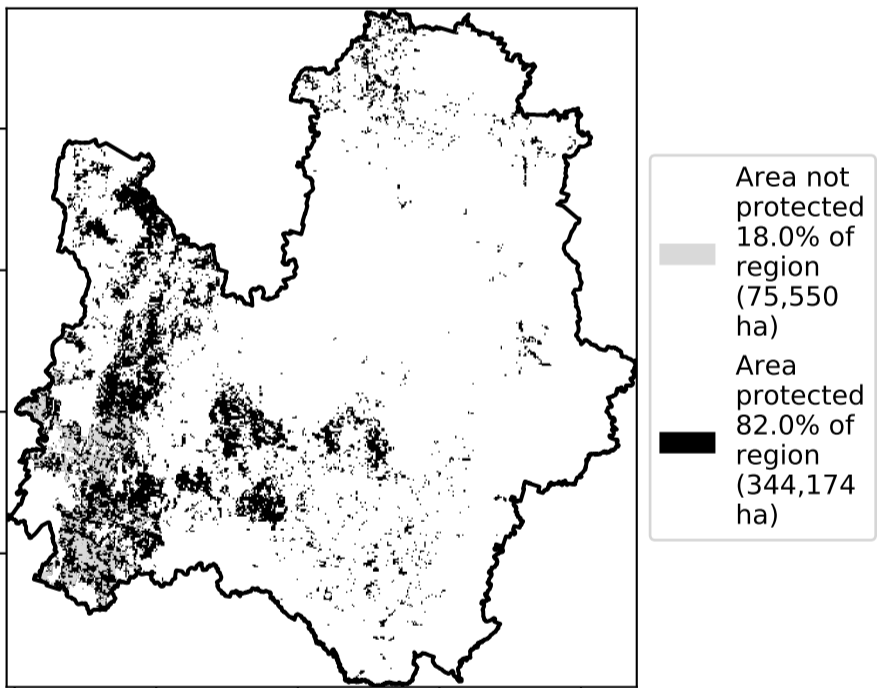 Area not
protected
18.0% of
region
(75,550
ha)
Area
protected
82.0% of
region
(344,174
ha)